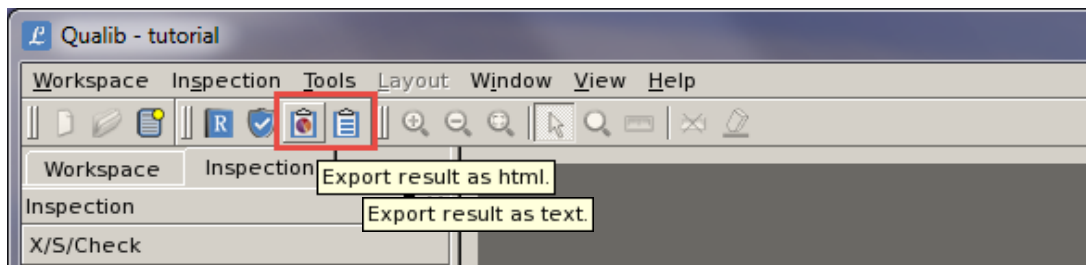 Qualib - tutorial
Workspace Inspection Tools Layout Window View Help
R
Workspace Inspection
Export result as html.
Inspection
Export result as text.
X/S/Check